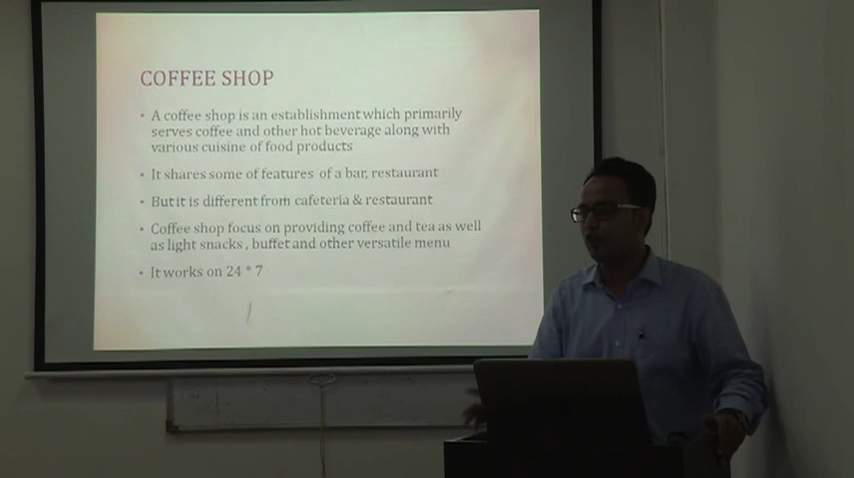 COFFEE SHOP
• A coffee shop is an establishment which primarily
serves coffee and other hot beverage along with
various cuisine of food products
• It shares some of features of a bar, restaurant
• But it is different from cafeteria & restaurant
• Coffee shop focus on providing coffee and tea as well
as light snacks , buffet and other versatile menu
• It works on 24 * 7